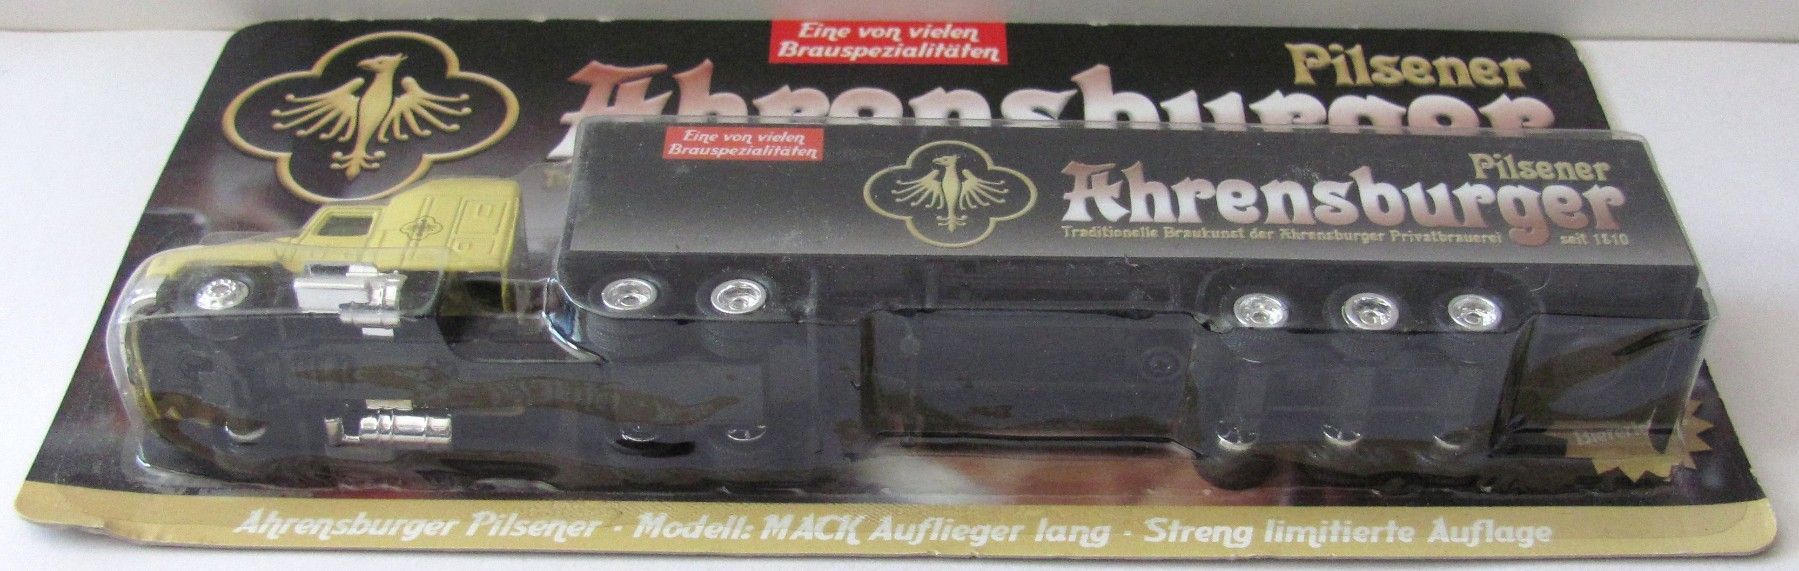 Eine von vielen
Brauspezialitäten
Pilsener
Ahrensburger
Eine von vielen
Brauspezialitäten
Pilsener
Ahrensburger
Traditionelle Braukunst der Ahrensburger Privatbrauerei seit 1810
Ahrensburger Pilsener - Modell: MACK Auflieger lang - Streng limitierte Auflage